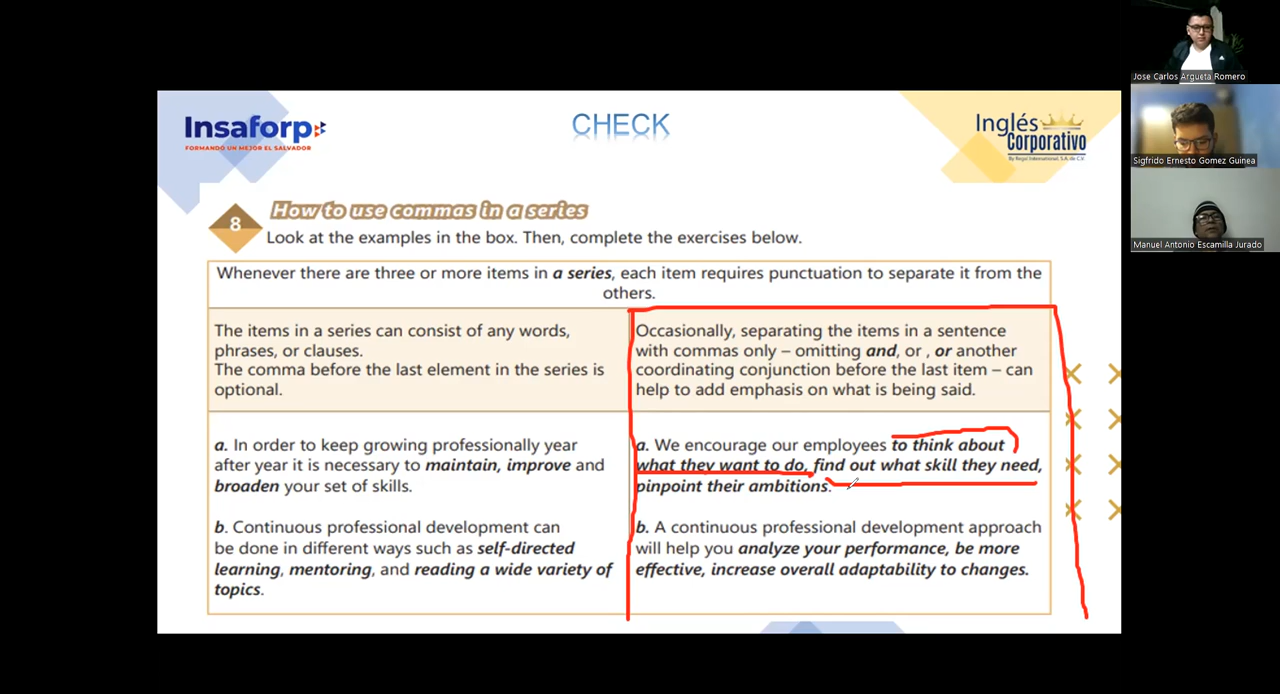 Insaforp
FORMANDO UN MEJOR EL SALVADOR
CHECK
Inglés
Corporativo
By Regal International, S.A. de C.V.
8
How to use commas in a series
Look at the examples in the box. Then, complete the exercises below.
Whenever there are three or more items in a series, each item requires punctuation to separate it from the
others.
The items in a series can consist of any words,
phrases, or clauses.
The comma before the last element in the series is
optional.
Occasionally, separating the items in a sentence
with commas only – omitting and, or , or another
coordinating conjunction before the last item – can
help to add emphasis on what is being said.
a. In order to keep growing professionally year
after year it is necessary to maintain, improve and
broaden your set of skills.
b. Continuous professional development can
be done in different ways such as self-directed
learning, mentoring, and reading a wide variety of
topics.
a. We encourage our employees to think about
what they want to do, find out what skill they need,
pinpoint their ambitions.
b. A continuous professional development approach
will help you analyze your performance, be more
effective, increase overall adaptability to changes.
Jose Carlos Argueta Romero
Sigfrido Ernesto Gomez Guinea
Manuel Antonio Escamilla Jurado